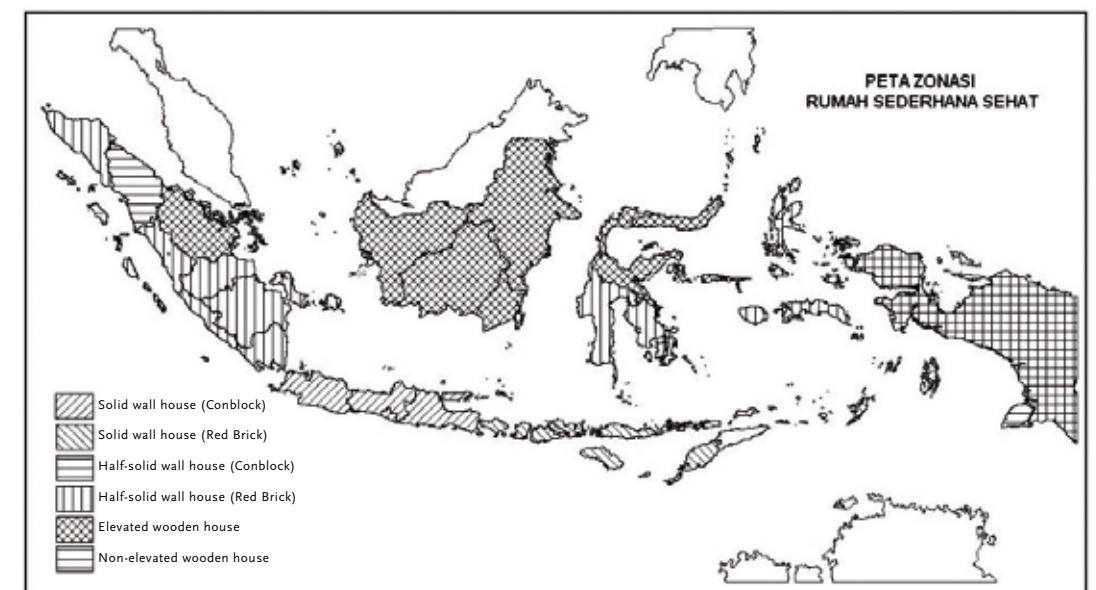 PETA ZONASI
RUMAH SEDERHANA SEHAT
Solid wall house (Conblock)
Solid wall house (Red Brick)
Half-solid wall house (Conblock)
Half-solid wall house (Red Brick)
Elevated wooden house
Non-elevated wooden house